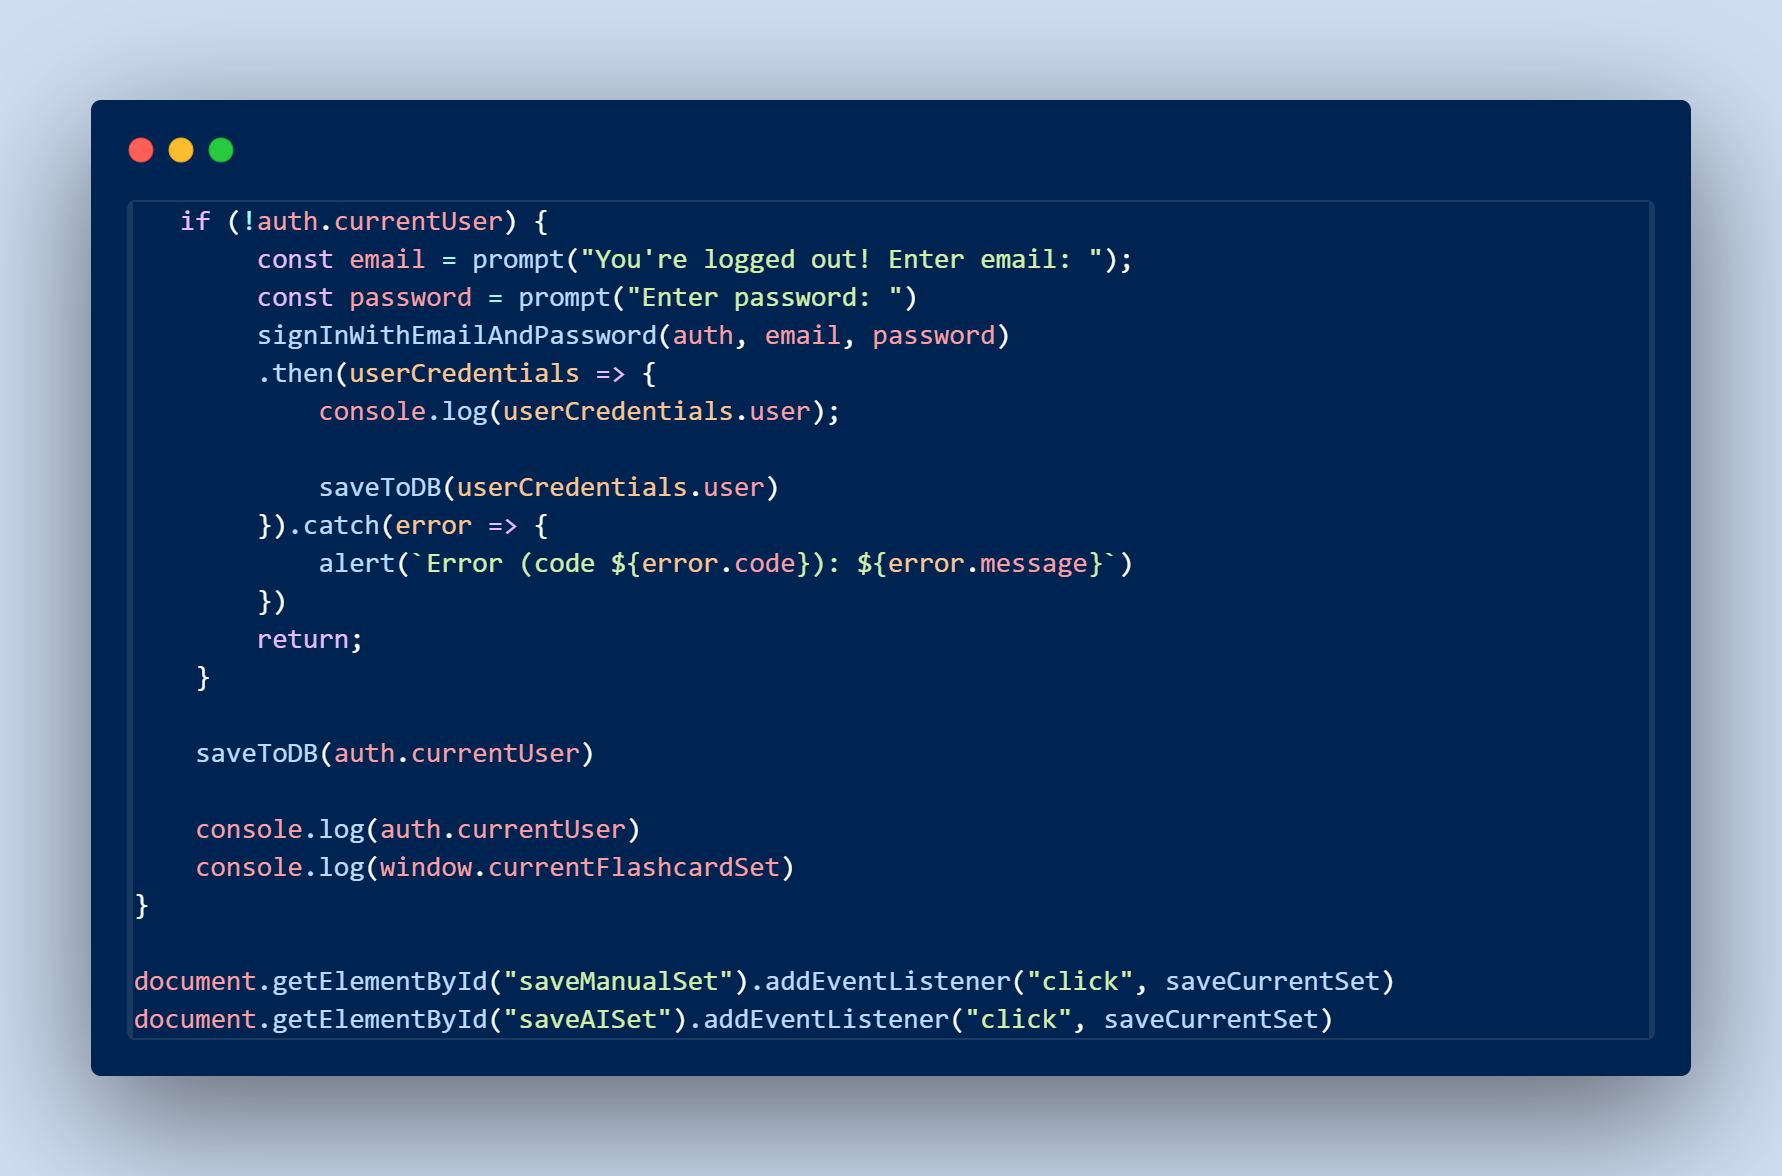 if (!auth.currentUser) {
const email = prompt("You're logged out! Enter email: ");
const password = prompt("Enter password: ")
signInWithEmailAndPassword(auth, email, password)
.then(userCredentials => {
console.log(userCredentials.user);
saveToDB(userCredentials.user)
}).catch(error => {
alert(`Error (code ${error.code}): ${error.message}`)
})
return;
}
saveToDB(auth.currentUser)
console.log(auth.currentUser)
console.log(window.currentFlashcardSet)
}
document.getElementById("saveManualSet").addEventListener("click", saveCurrentSet)
document.getElementById("saveAISet").addEventListener("click", saveCurrentSet)